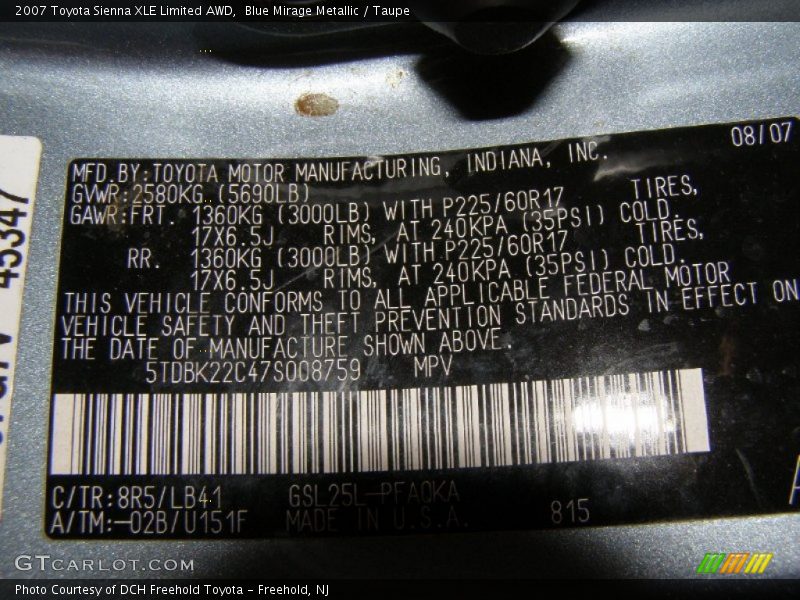 2007 Toyota Sienna XLE Limited AWD,  Blue Mirage Metallic / Taupe
08/07
MFD.BY:TOYOTA MOTOR MANUFACTURING, INDIANA, INC.
GVWR:2580KG (5690LB)
GAWR:FRT. 1360KG (3000LB) WITH P225/60R17 TIRES,
17X6.5J RIMS, AT 240KPA (35PSI) COLD.
RR. 1360KG (3000LB) WITH P225/60R17 TIRES,
17X6.5J RIMS, AT 240KPA (35PSI) COLD.
THIS VEHICLE CONFORMS TO ALL APPLICABLE FEDERAL MOTOR
VEHICLE SAFETY AND THEFT PREVENTION STANDARDS IN EFFECT ON
THE DATE OF MANUFACTURE SHOWN ABOVE.
5TDBK22C47S008759 MPV
C/TR:8R5/LB41 GSL25L-PFAQKA
A/TM:-02B/U151F MADE IN U.S.A. 815
45347
GTCARLOT.COM
Photo Courtesy of DCH Freehold Toyota - Freehold, NJ